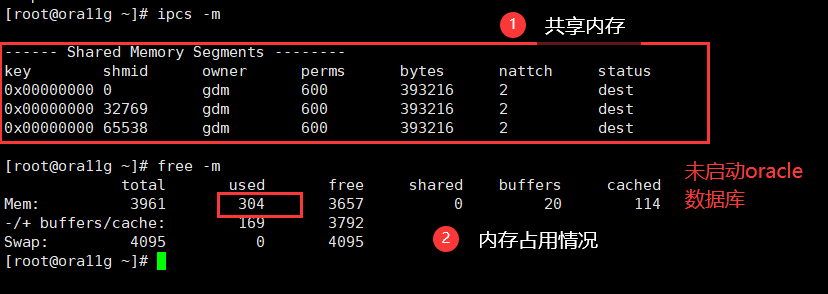 [root@ora11g ~]# ipcs -m
1 共享内存
------ Shared Memory Segments --------
key shmid owner perms bytes nattch status
0x00000000 0 gdm 600 393216 2 dest
0x00000000 32769 gdm 600 393216 2 dest
0x00000000 65538 gdm 600 393216 2 dest
[root@ora11g ~]# free -m
未启动oracle
数据库
total used free shared buffers cached
Mem: 3961 304 3657 0 20 114
-/+ buffers/cache: 169 3792
2 内存占用情况
Swap: 4095 0 4095
[root@ora11g ~]#